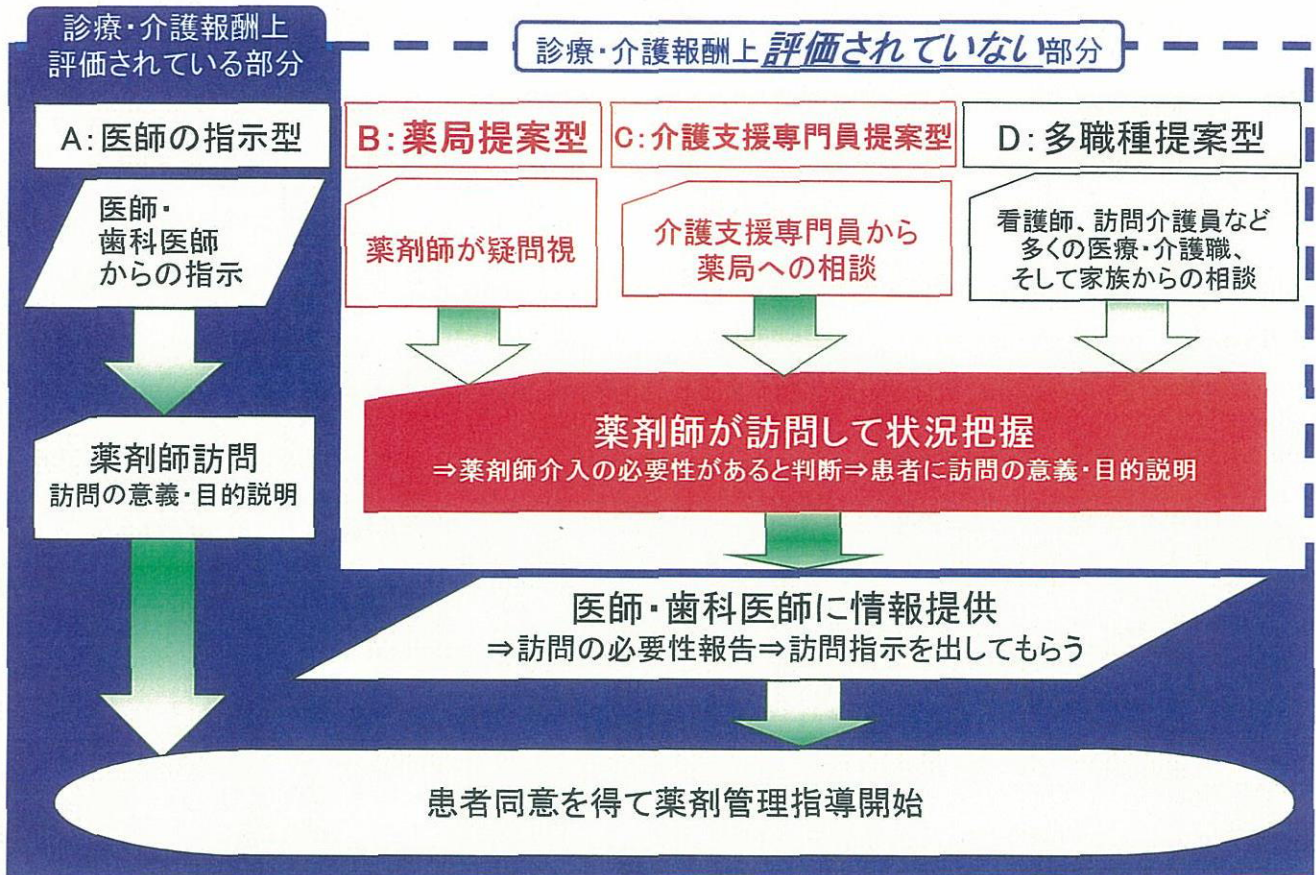 診療・介護報酬上
評価されている部分
診療・介護報酬上評価されていない部分
A:医師の指示型
B:薬局提案型
C:介護支援専門員提案型
D:多職種提案型
医師・
歯科医師
からの指示
薬剤師が疑問視
介護支援専門員から
薬局への相談
看護師、訪問介護員など
多くの医療・介護職、
そして家族からの相談
薬剤師が訪問して状況把握
⇒薬剤師介入の必要性があると判断⇒患者に訪問の意義・目的説明
薬剤師訪問
訪問の意義・目的説明
医師・歯科医師に情報提供
⇒訪問の必要性報告⇒訪問指示を出してもらう
患者同意を得て薬剤管理指導開始